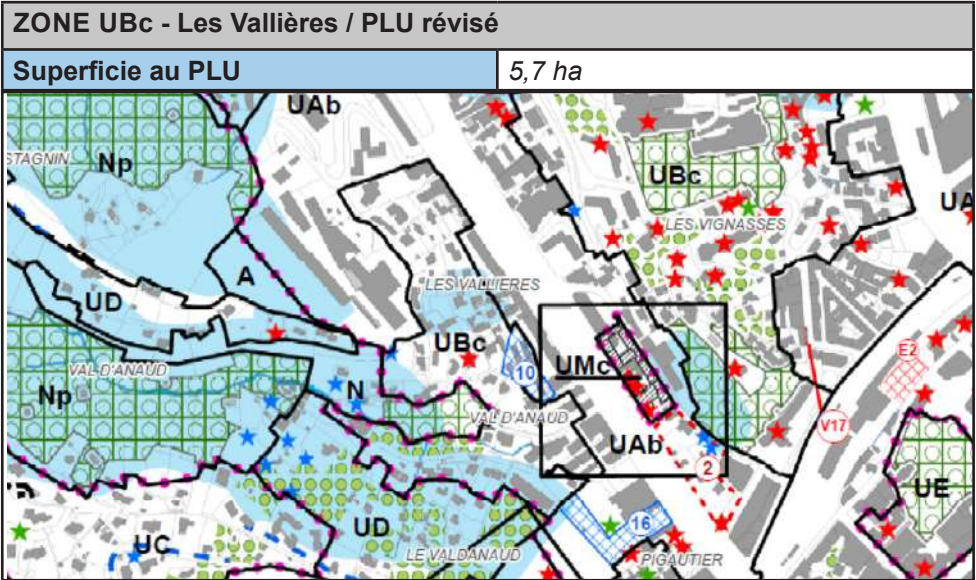 ZONE UBc - Les Vallières / PLU révisé
Superficie au PLU 5,7 ha
UAb
STAGNIN
Np
UBc
LES VIGNASSES
UA
A
LES VALLIERES
UD
UBc
10
UMc
E2
VAL D'ANAUD
Np
N
VAL D'ANAUD
V17
UAb
2
UE
UD
16
UC
LE VALDANAUD
PIGAUTIER